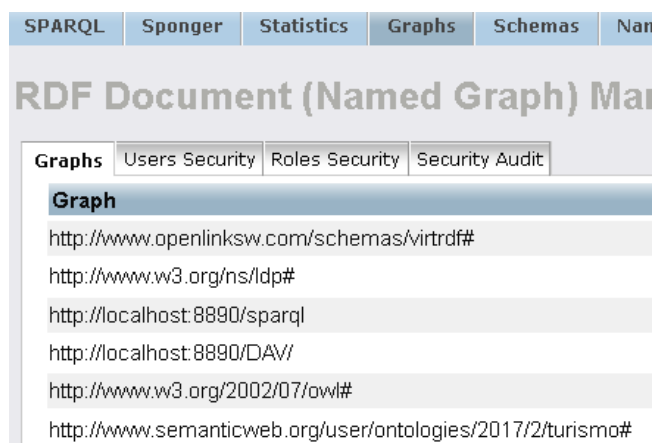 SPARQL Sponger Statistics Graphs Schemas
RDF Document (Named Graph)
Graphs Users Security Roles Security Security Audit
Graph
http://www.openlinksw.com/schemas/virtrdf#
http://www.w3.org/ns/ldp#
http://localhost:8890/sparql
http://localhost:8890/DAV/
http://www.w3.org/2002/07/owl#
http://www.semanticweb.org/user/ontologies/2017/2/turismo#